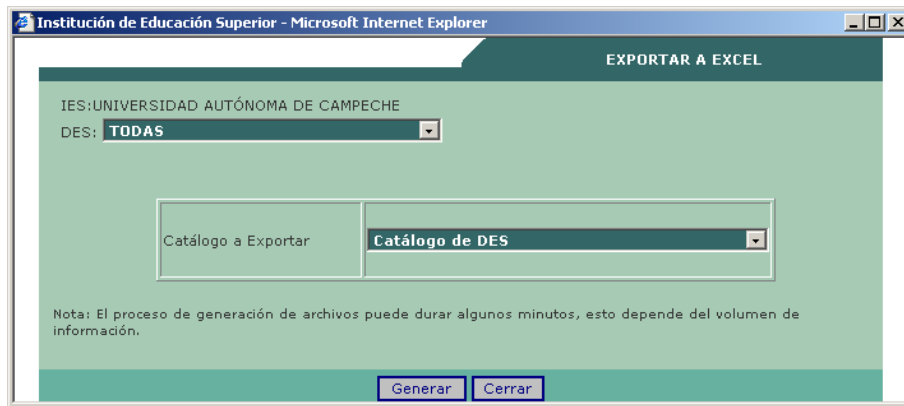 Institución de Educación Superior - Microsoft Internet Explorer
EXPORTAR A EXCEL
IES:UNIVERSIDAD AUTÓNOMA DE CAMPECHE
DES: TODAS
Catálogo a Exportar Catálogo de DES
Nota: El proceso de generación de archivos puede durar algunos minutos, esto depende del volumen de
información.
Generar Cerrar